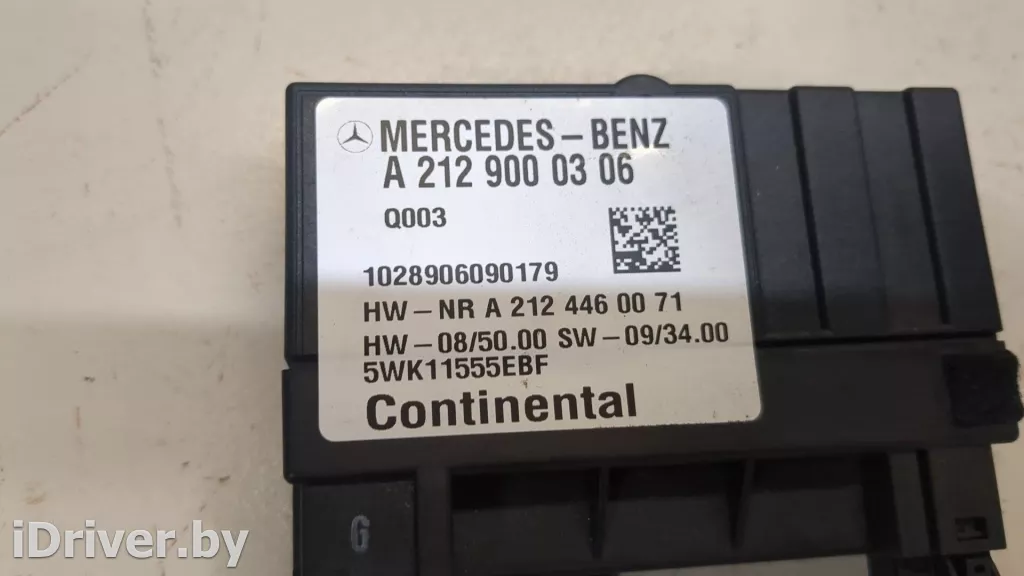 MERCEDES-BENZ
A 212 900 03 06
Q003
1028906090179
HW-NR A 212 446 00 71
HW-08/50.00 SW-09/34.00
5WK11555EBF
Continental
G
iDriver.by